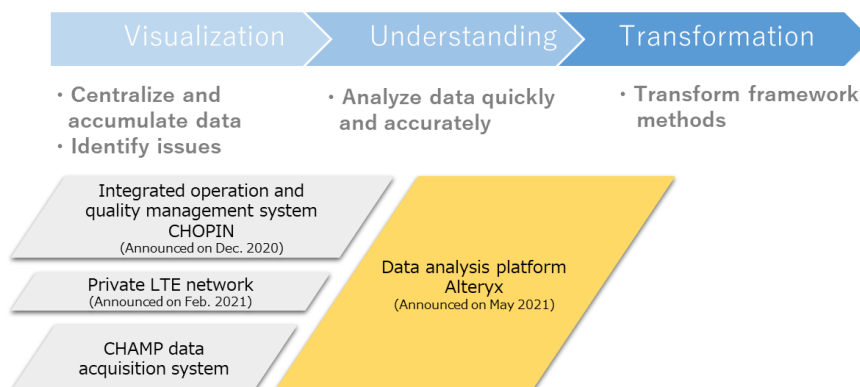 Visualization
Understanding
Transformation
・Centralize and
accumulate data
・Identify issues
・Analyze data quickly
and accurately
・Transform framework
methods
Integrated operation and
quality management system
CHOPIN
(Announced on Dec. 2020)
Private LTE network
(Announced on Feb. 2021)
CHAMP data
acquisition system
Data analysis platform
Alteryx
(Announced on May 2021)